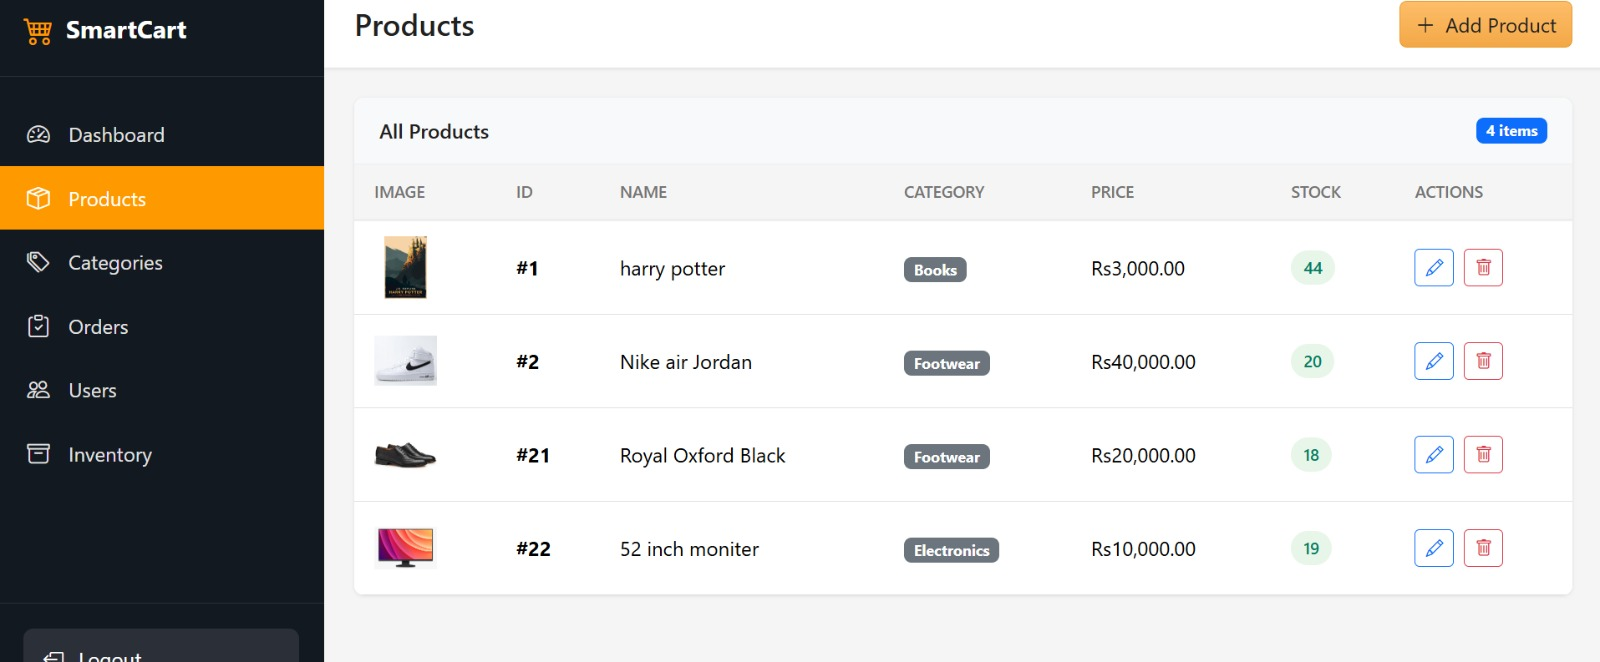 SmartCart
Products
+ Add Product
Dashboard
Products
Categories
Orders
Users
Inventory
Logout
All Products
4 items
IMAGE ID NAME CATEGORY PRICE STOCK ACTIONS
HARRY POTTER
#1 harry potter Books Rs3,000.00 44
#2 Nike air Jordan Footwear Rs40,000.00 20
#21 Royal Oxford Black Footwear Rs20,000.00 18
#22 52 inch moniter Electronics Rs10,000.00 19